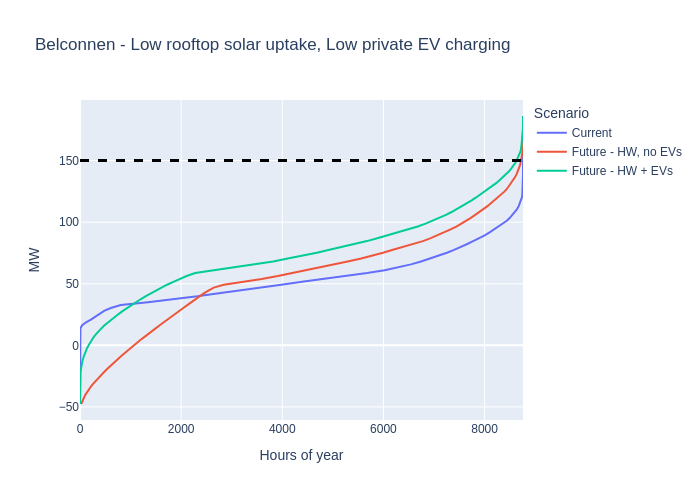 Belconnen - Low rooftop solar uptake, Low private EV charging
Scenario
Current
Future - HW, no EVs
Future - HW + EVs
MW
150
100
50
0
−50
0 2000 4000 6000 8000
Hours of year